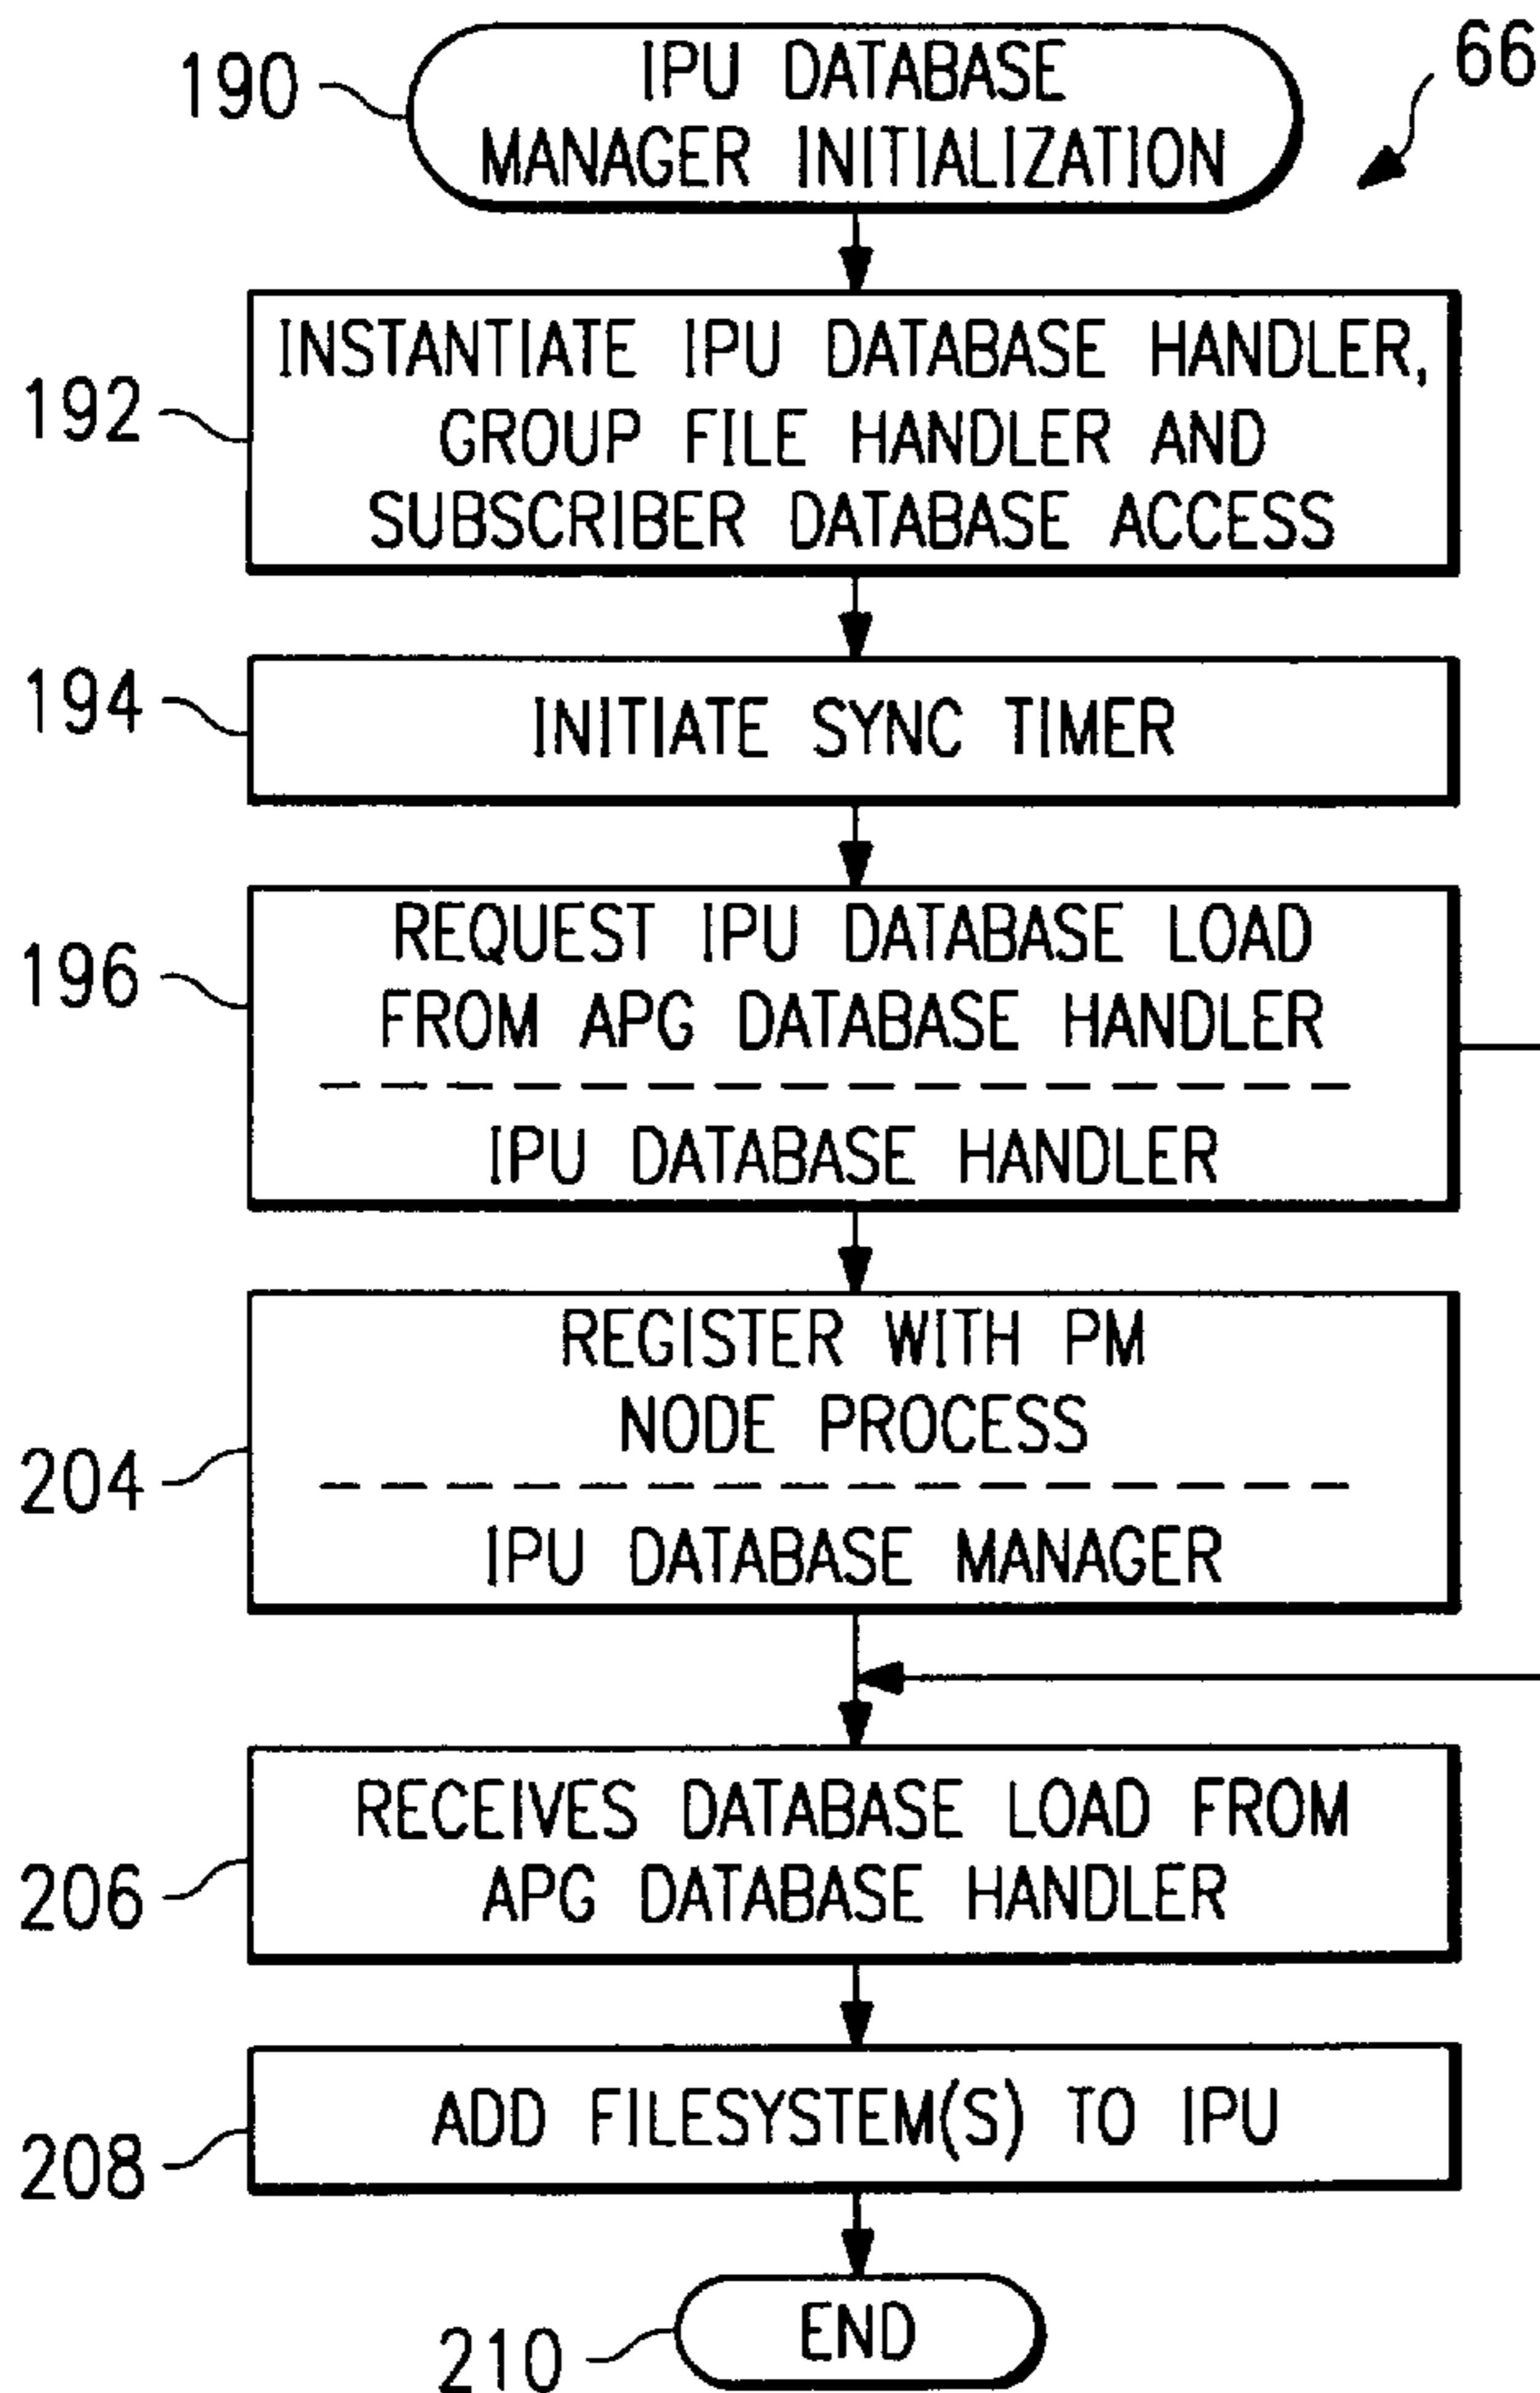 190
IPU DATABASE
MANAGER INITIALIZATION
66
192
INSTANTIATE IPU DATABASE HANDLER,
GROUP FILE HANDLER AND
SUBSCRIBER DATABASE ACCESS
194
INITIATE SYNC TIMER
196
REQUEST IPU DATABASE LOAD
FROM APG DATABASE HANDLER
IPU DATABASE HANDLER
204
REGISTER WITH PM
NODE PROCESS
IPU DATABASE MANAGER
206
RECEIVES DATABASE LOAD FROM
APG DATABASE HANDLER
208
ADD FILESYSTEM(S) TO IPU
210
END